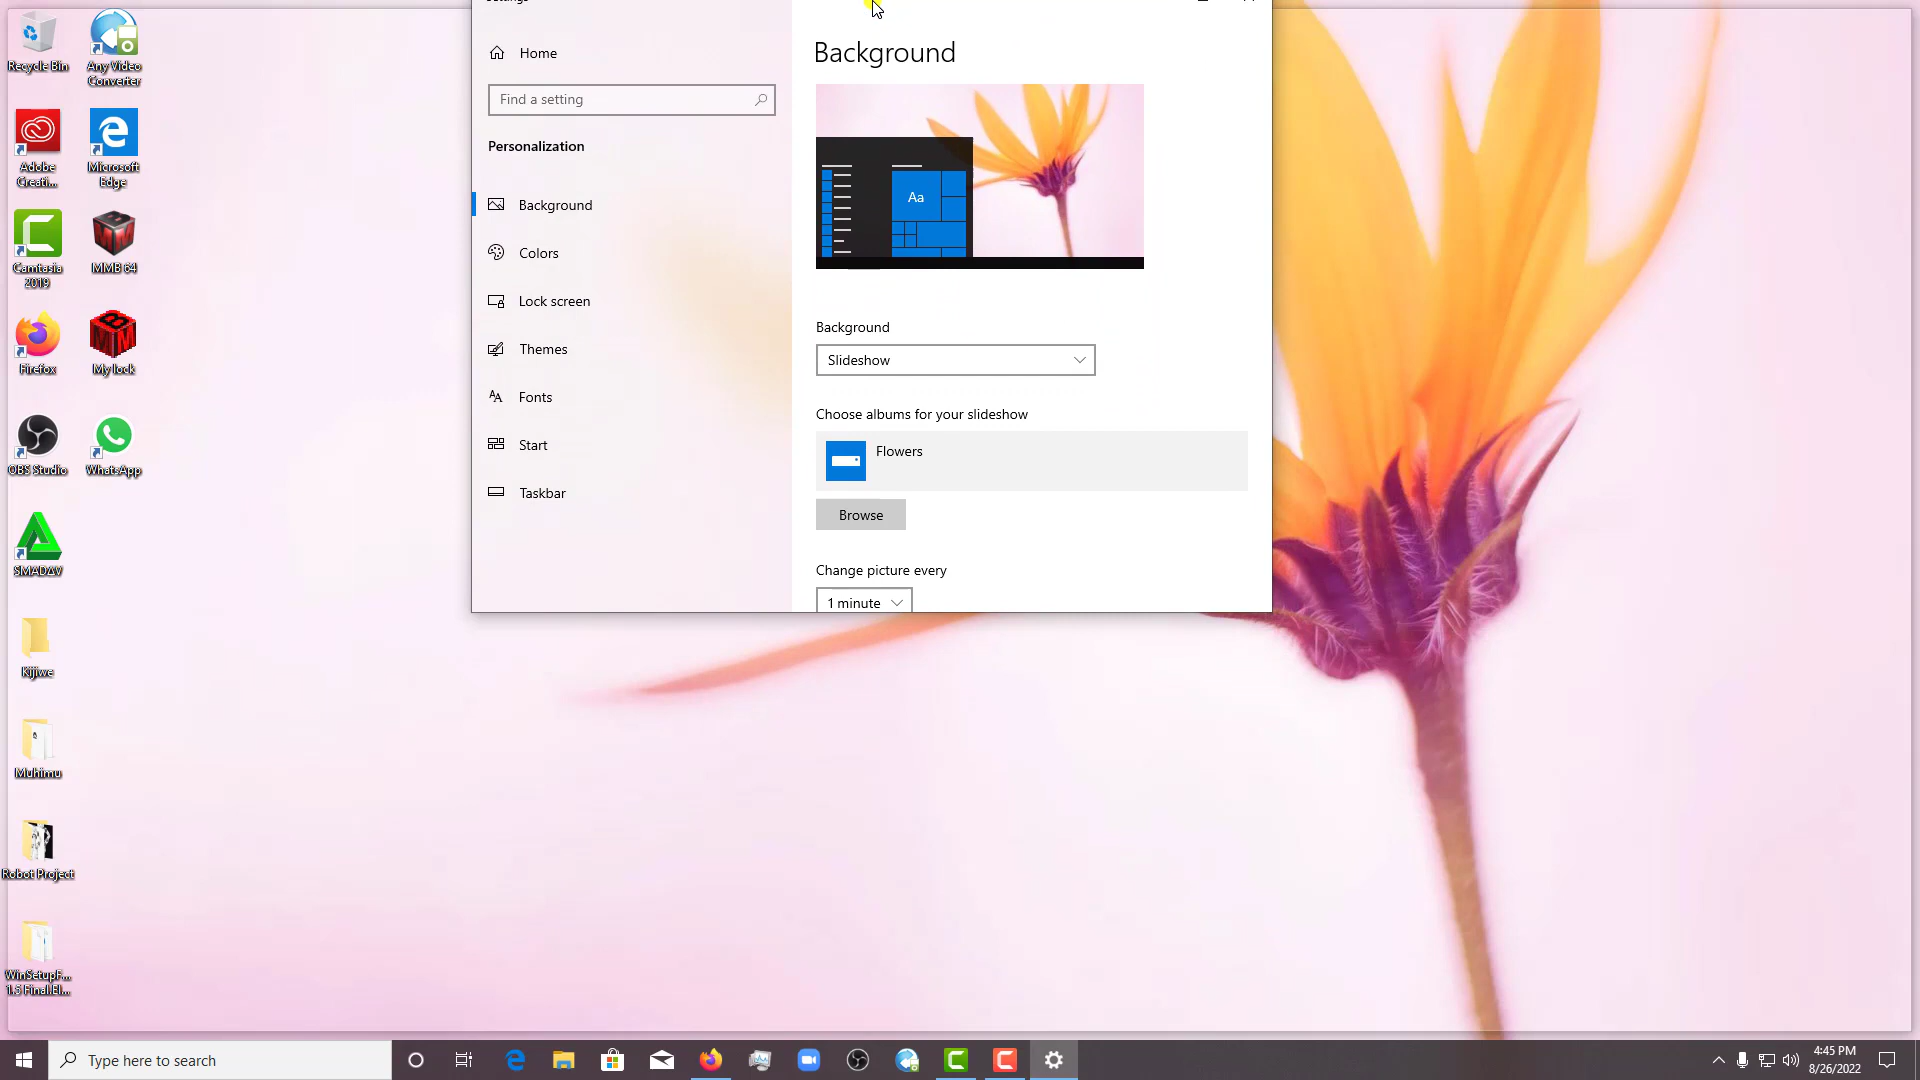 Recycle Bin
Any Video
Converter
Adobe
Creati...
Microsoft
Edge
Camtasia
2019
MMB 64
Firefox
My lock
OBS Studio
WhatsApp
SMADAV
Kijiwe
Muhimu
Robot Project
WinSetupF...
1.5 Final.El...
Settings
Home
Find a setting
Personalization
Background
Colors
Lock screen
Themes
Fonts
Start
Taskbar
Background
Aa
Background
Slideshow
Choose albums for your slideshow
Flowers
Browse
Change picture every
1 minute
Type here to search
4:45 PM
8/26/2022